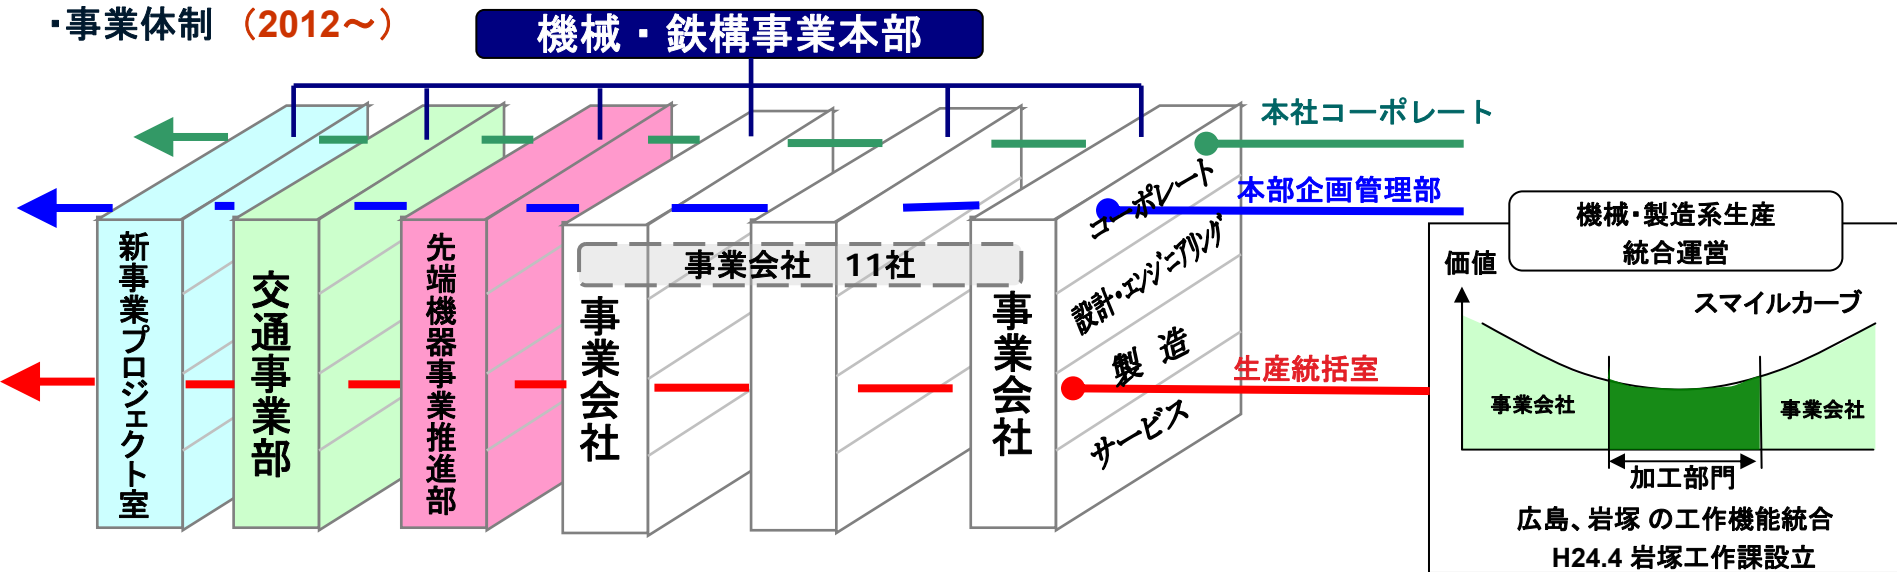 ・事業体制 （2012～）
機械・鉄構事業本部
本社コーポレート
本部企画管理部
生産統括室
新事業プロジェクト室
交通事業部
先端機器事業推進部
事業会社 11社
事業会社
事業会社
コーポレート
設計・エンジニアリング
製 造
サービス
機械・製造系生産
統合運営
価値
スマイルカーブ
事業会社
事業会社
加工部門
広島、岩塚 の工作機能統合
H24.4 岩塚工作課設立